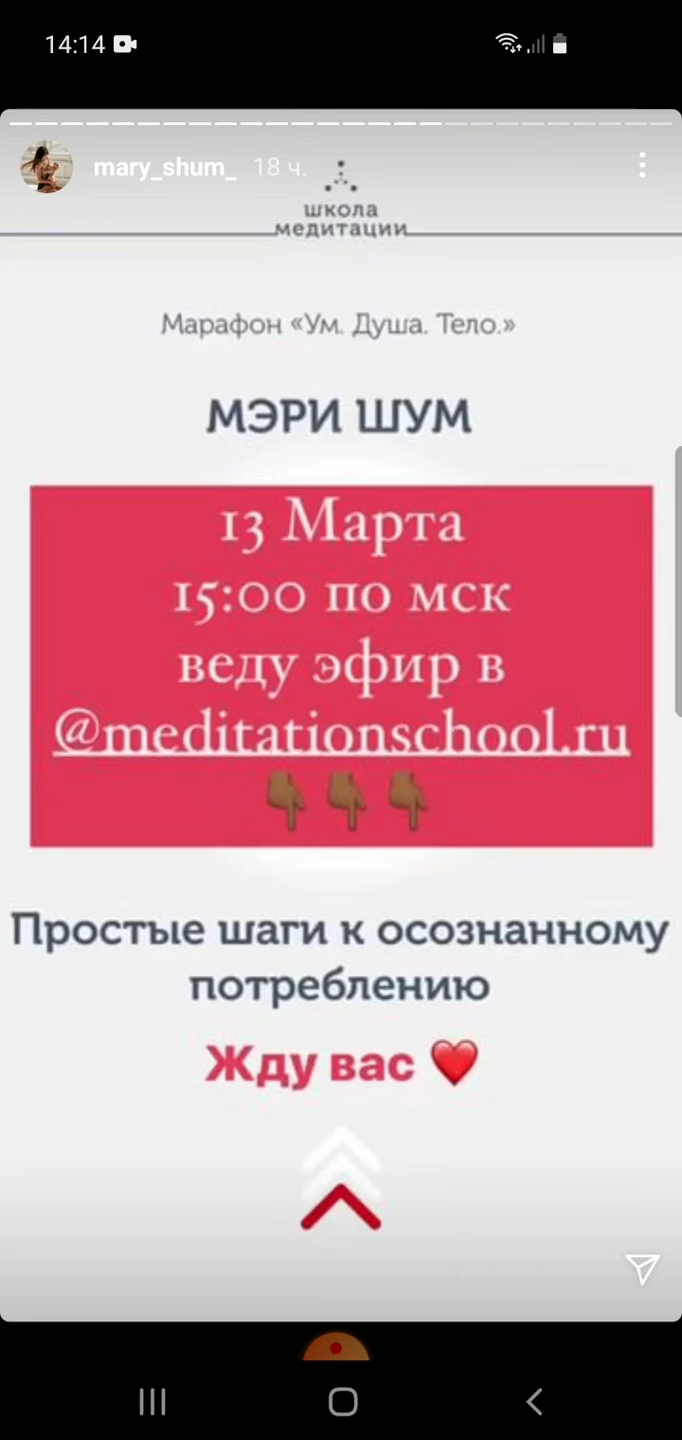 14:14
mary_shum_ 18 ч.
школа
медитации
Марафон «Ум. Душа. Тело.»
МЭРИ ШУМ
13 Марта
15:00 по мск
веду эфир в
@meditationschool.ru
Простые шаги к осознанному
потреблению
Жду вас